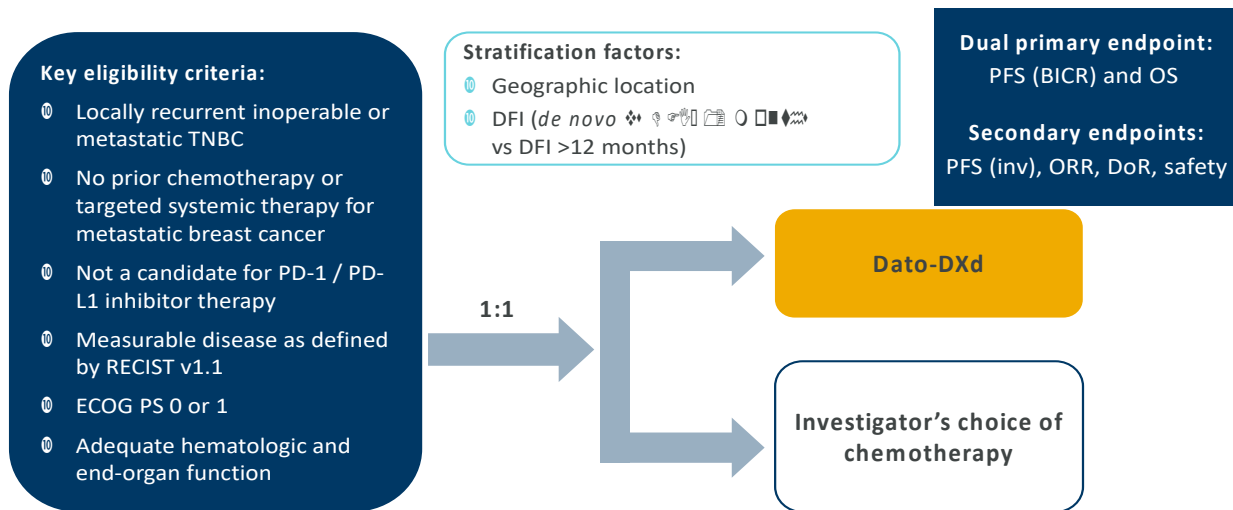 Key eligibility criteria:
Locally recurrent inoperable or
metastatic TNBC
No prior chemotherapy or
targeted systemic therapy for
metastatic breast cancer
Not a candidate for PD-1 / PD-
L1 inhibitor therapy
Measurable disease as defined
by RECIST v1.1
ECOG PS 0 or 1
Adequate hematologic and
end-organ function
Stratification factors:
Geographic location
DFI (de novo
vs DFI >12 months)
Dual primary endpoint:
PFS (BICR) and OS
Secondary endpoints:
PFS (inv), ORR, DoR, safety
1:1
Dato-DXd
Investigator’s choice of
chemotherapy